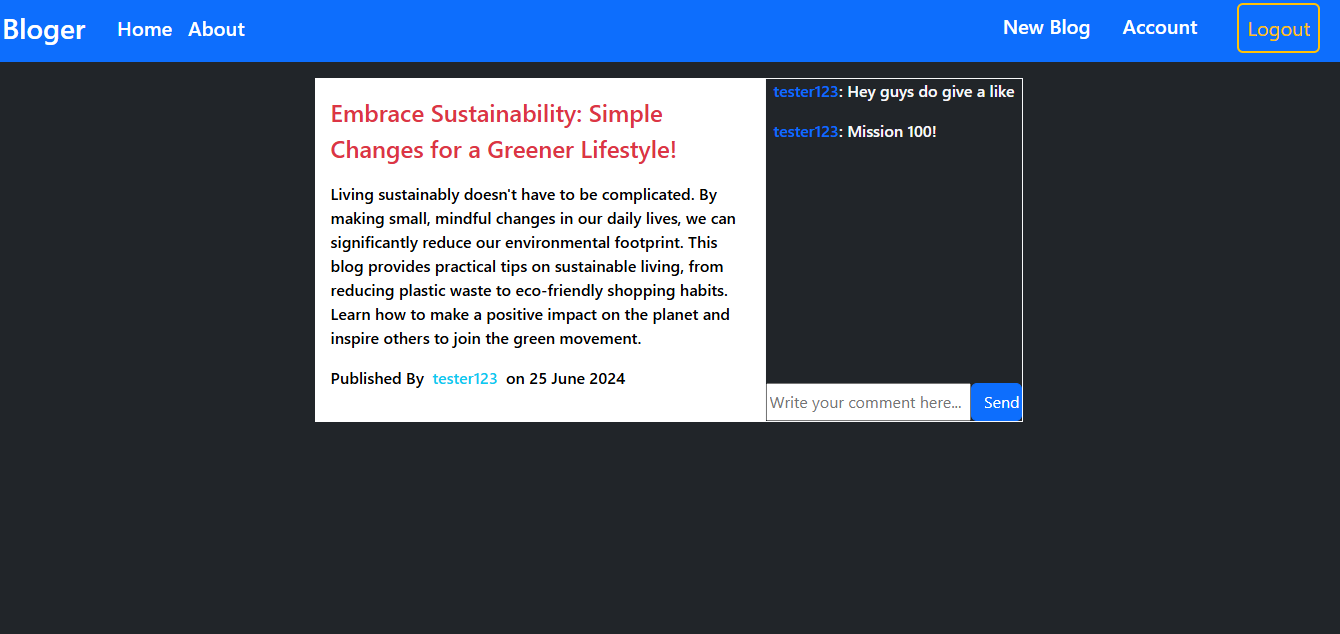 Bloger Home About New Blog Account Logout
Embrace Sustainability: Simple
Changes for a Greener Lifestyle!
Living sustainably doesn't have to be complicated. By
making small, mindful changes in our daily lives, we can
significantly reduce our environmental footprint. This
blog provides practical tips on sustainable living, from
reducing plastic waste to eco-friendly shopping habits.
Learn how to make a positive impact on the planet and
inspire others to join the green movement.
Published By tester123 on 25 June 2024
tester123: Hey guys do give a like
tester123: Mission 100!
Write your comment here... Send